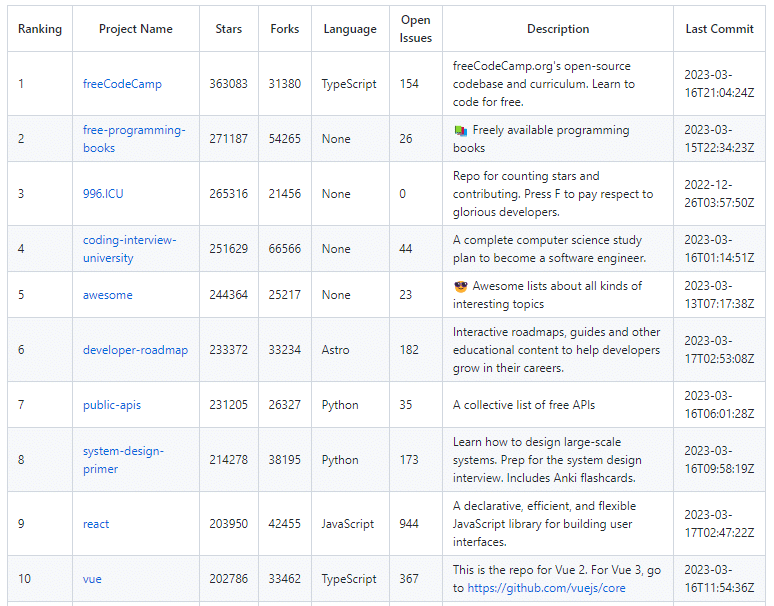 Ranking Project Name Stars Forks Language Open Issues Description Last Commit
1 freeCodeCamp 363083 31380 TypeScript 154 freeCodeCamp.org's open-source codebase and curriculum. Learn to code for free. 2023-03-16T21:04:24Z
2 free-programming-books 271187 54265 None 26 📚 Freely available programming books 2023-03-15T22:34:23Z
3 996.ICU 265316 21456 None 0 Repo for counting stars and contributing. Press F to pay respect to glorious developers. 2022-12-26T03:57:50Z
4 coding-interview-university 251629 66566 None 44 A complete computer science study plan to become a software engineer. 2023-03-16T01:14:51Z
5 awesome 244364 25217 None 23 😎 Awesome lists about all kinds of interesting topics 2023-03-13T07:17:38Z
6 developer-roadmap 233372 33234 Astro 182 Interactive roadmaps, guides and other educational content to help developers grow in their careers. 2023-03-17T02:53:08Z
7 public-apis 231205 26327 Python 35 A collective list of free APIs 2023-03-16T06:01:28Z
8 system-design-primer 214278 38195 Python 173 Learn how to design large-scale systems. Prep for the system design interview. Includes Anki flashcards. 2023-03-16T09:58:19Z
9 react 203950 42455 JavaScript 944 A declarative, efficient, and flexible JavaScript library for building user interfaces. 2023-03-17T02:47:22Z
10 vue 202786 33462 TypeScript 367 This is the repo for Vue 2. For Vue 3, go to https://github.com/vuejs/core 2023-03-16T11:54:36Z